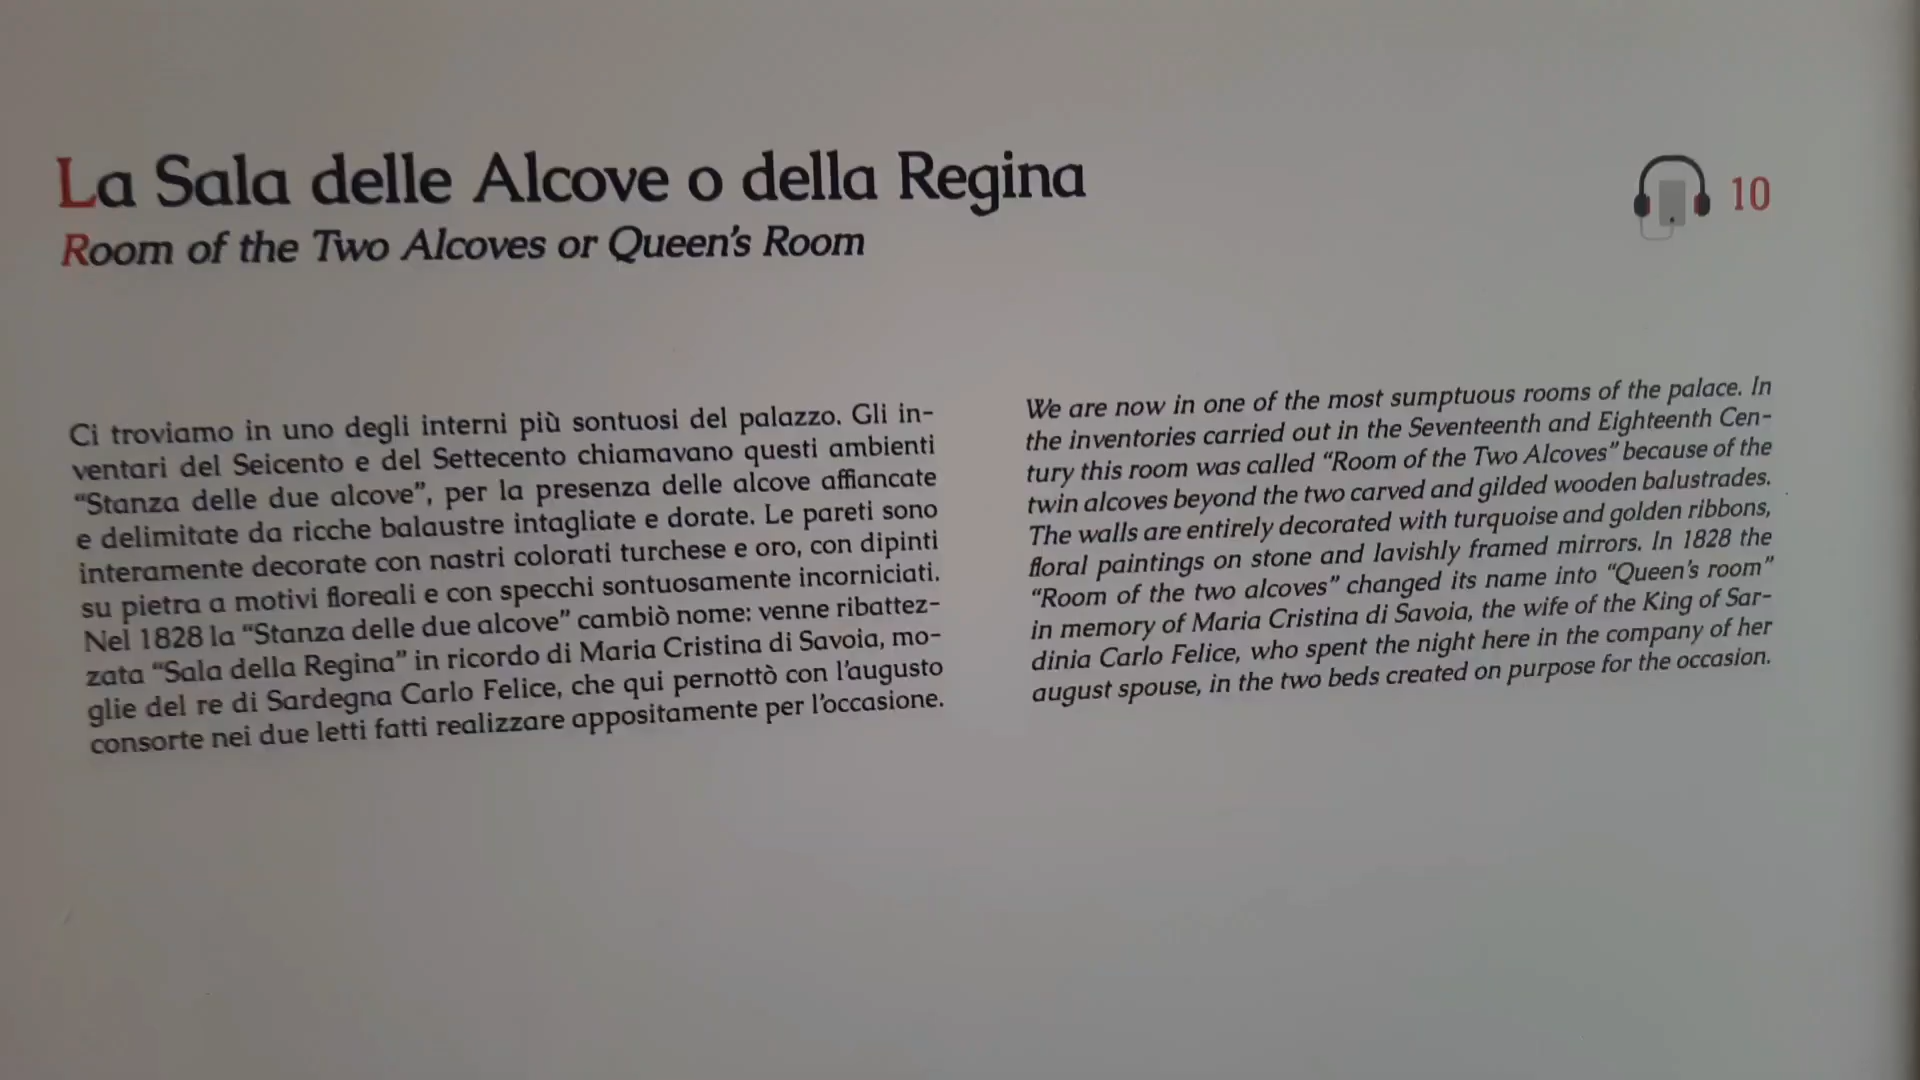 La Sala delle Alcove o della Regina
Room of the Two Alcoves or Queen's Room
10
Ci troviamo in uno degli interni più sontuosi del palazzo. Gli in-
ventari del Seicento e del Settecento chiamavano questi ambienti
“Stanza delle due alcove”, per la presenza delle alcove affiancate
e delimitate da ricche balaustre intagliate e dorate. Le pareti sono
interamente decorate con nastri colorati turchese e oro, con dipinti
su pietra a motivi floreali e con specchi sontuosamente incorniciati.
Nel 1828 la “Stanza delle due alcove” cambiò nome: venne ribattez-
zata “Sala della Regina” in ricordo di Maria Cristina di Savoia, mo-
glie del re di Sardegna Carlo Felice, che qui pernottò con l’augusto
consorte nei due letti fatti realizzare appositamente per l’occasione.
We are now in one of the most sumptuous rooms of the palace. In
the inventories carried out in the Seventeenth and Eighteenth Cen-
tury this room was called “Room of the Two Alcoves” because of the
twin alcoves beyond the two carved and gilded wooden balustrades.
The walls are entirely decorated with turquoise and golden ribbons,
floral paintings on stone and lavishly framed mirrors. In 1828 the
“Room of the two alcoves” changed its name into “Queen’s room”
in memory of Maria Cristina di Savoia, the wife of the King of Sar-
dinia Carlo Felice, who spent the night here in the company of her
august spouse, in the two beds created on purpose for the occasion.